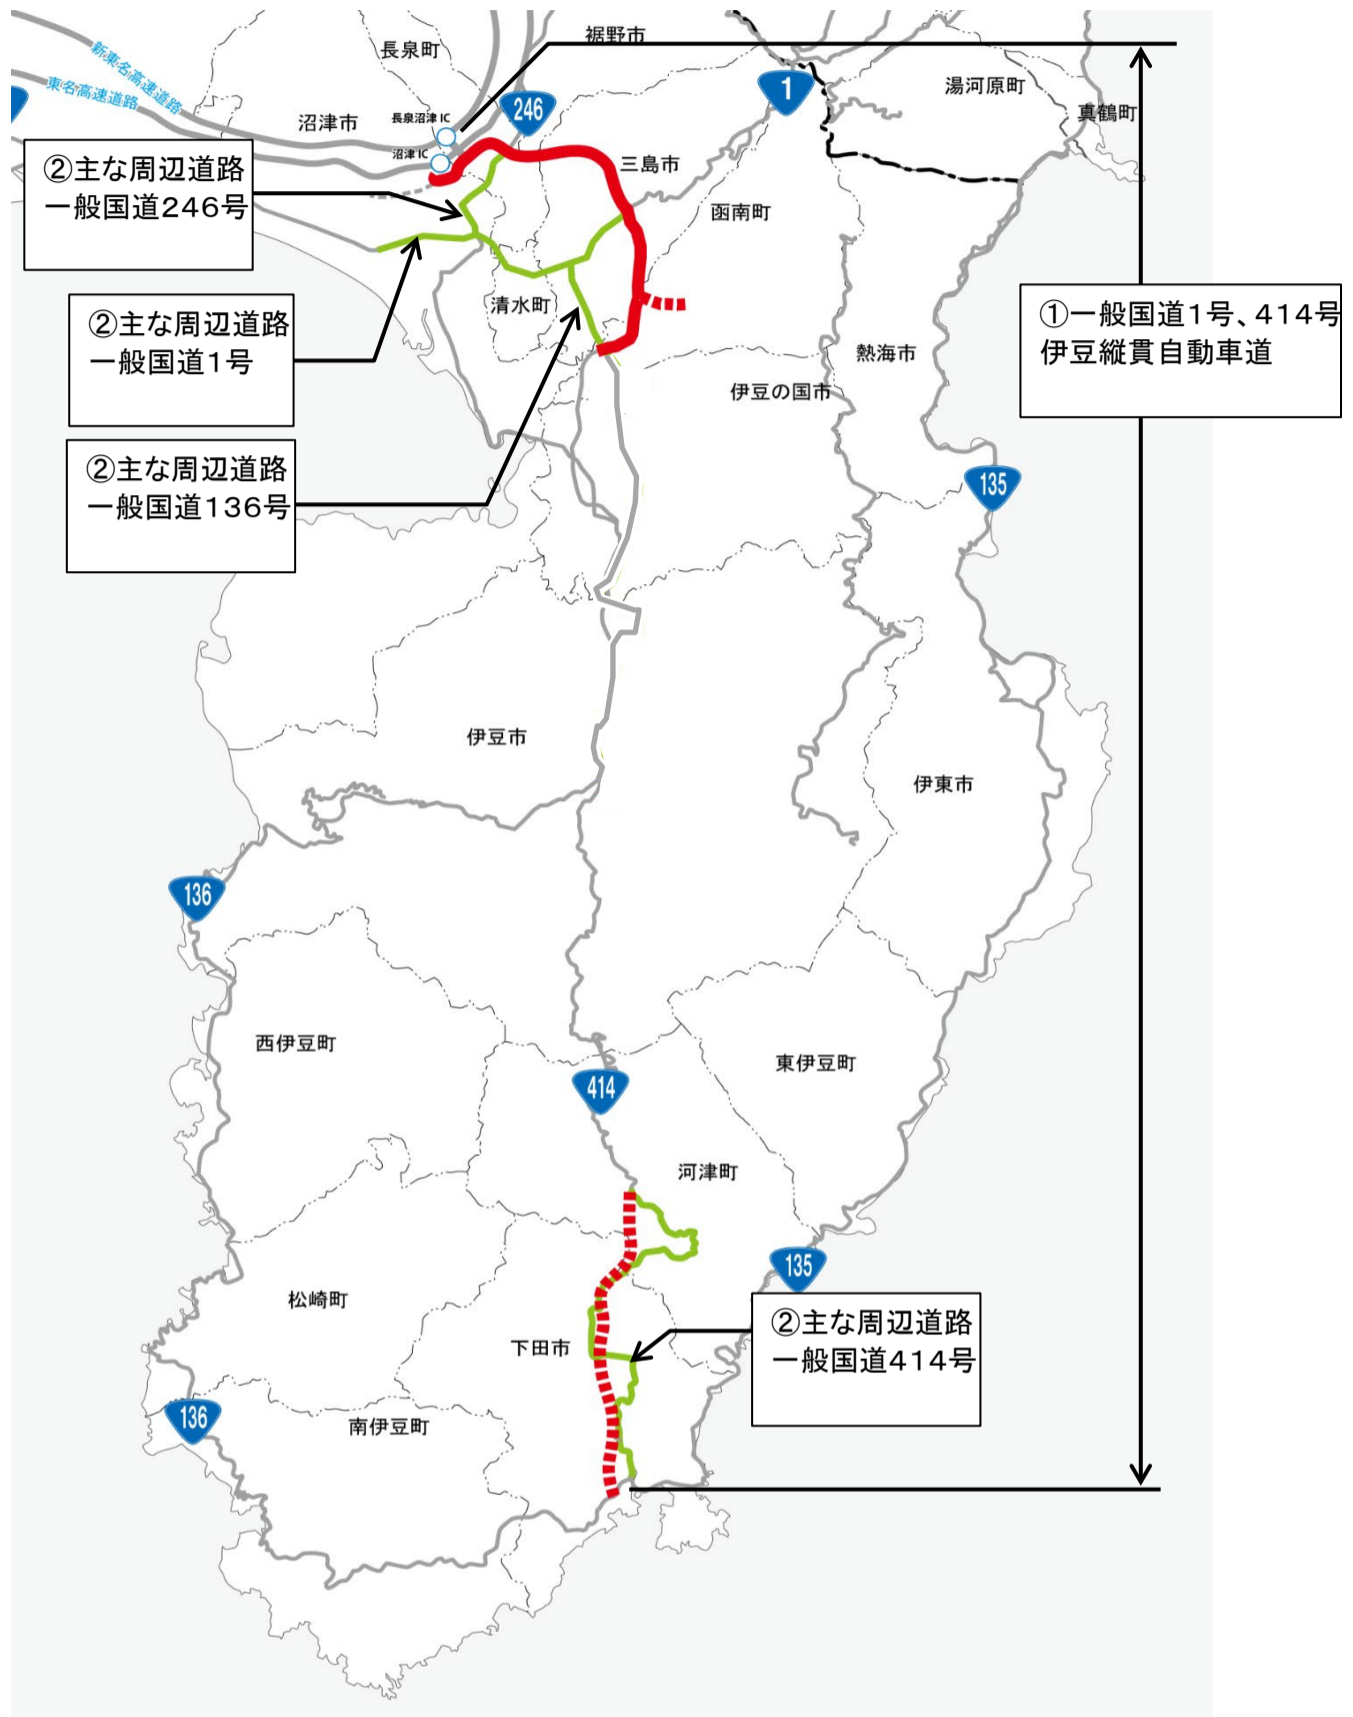 裾野市
長泉町
新東名高速道路
東名高速道路
湯河原町
真鶴町
1
246
沼津市
長泉沼津 IC
沼津 IC
三島市
②主な周辺道路
一般国道246号
函南町
清水町
②主な周辺道路
一般国道1号
①一般国道1号、414号
伊豆縦貫自動車道
熱海市
伊豆の国市
②主な周辺道路
一般国道136号
135
伊豆市
伊東市
136
西伊豆町
東伊豆町
414
河津町
135
松崎町
下田市
②主な周辺道路
一般国道414号
136
南伊豆町